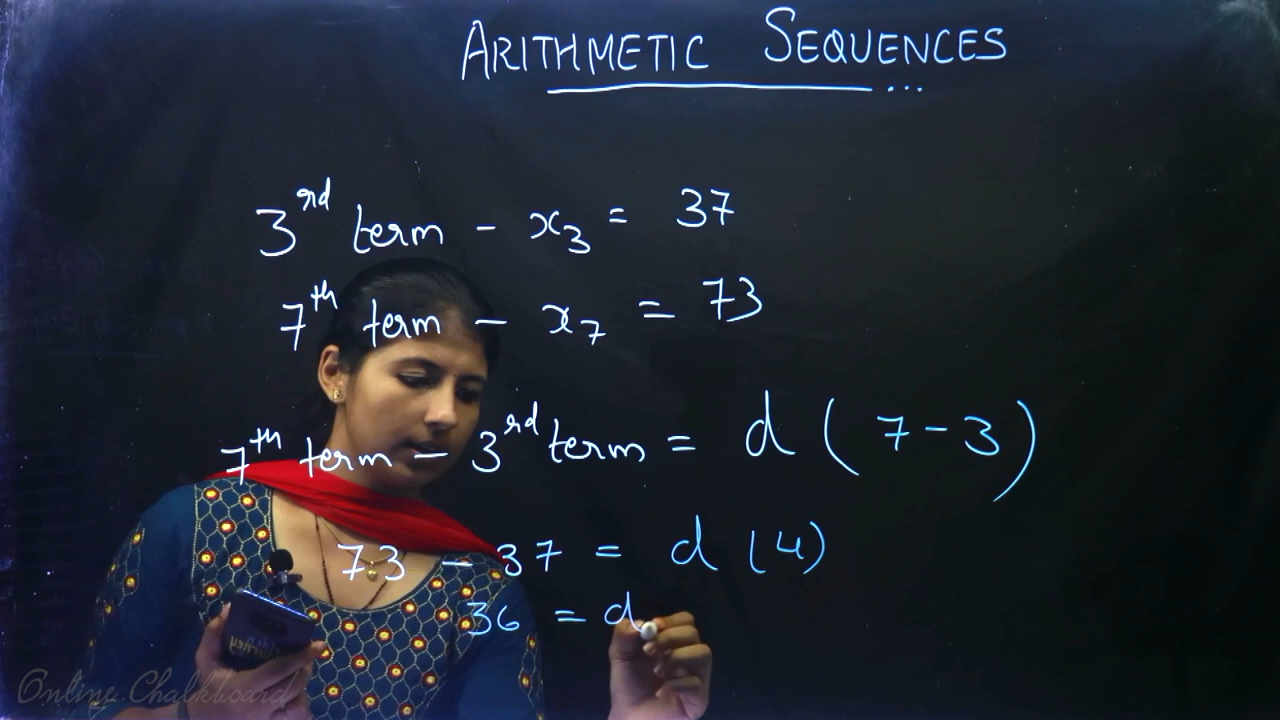 ARITHMETIC SEQUENCES ...
3rd term - x3 = 37
7th term - x7 = 73
7th term - 3rd term = d ( 7 - 3 )
73 - 37 = d (4)
36 = d
Online Chalkboard